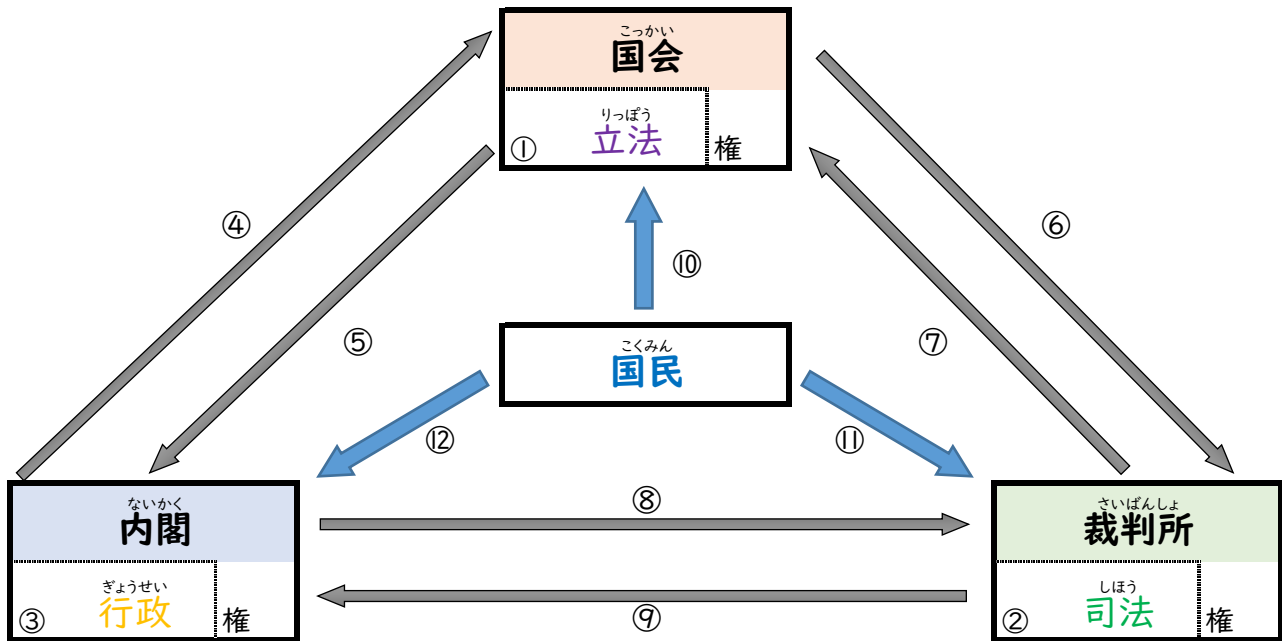 こっかい
国会
りっぽう
① 立法 権
④
⑥
⑩
⑤
⑦
こくみん
国民
⑫
⑪
ないかく
内閣
ぎょうせい
③ 行政 権
⑧
⑨
さいばんしょ
裁判所
しほう
② 司法 権